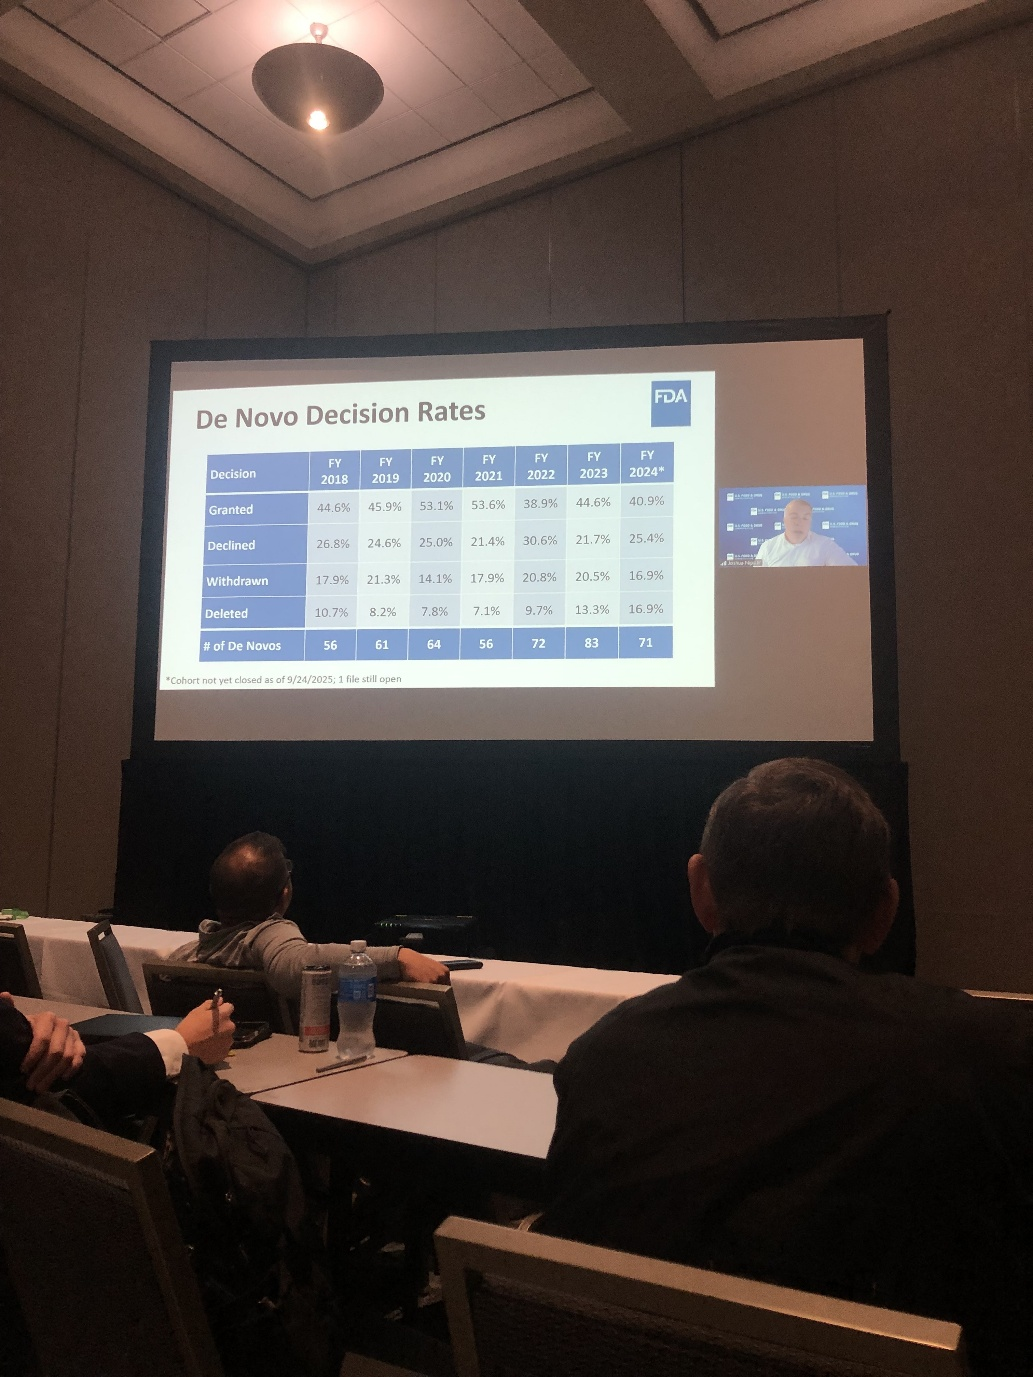 FDA
De Novo Decision Rates
Decision FY 2018 FY 2019 FY 2020 FY 2021 FY 2022 FY 2023 FY 2024*
Granted 44.6% 45.9% 53.1% 53.6% 38.9% 44.6% 40.9%
Declined 26.8% 24.6% 25.0% 21.4% 30.6% 21.7% 25.4%
Withdrawn 17.9% 21.3% 14.1% 17.9% 20.8% 20.5% 16.9%
Deleted 10.7% 8.2% 7.8% 7.1% 9.7% 13.3% 16.9%
# of De Novos 56 61 64 56 72 83 71
*Cohort not yet closed as of 9/24/2025; 1 file still open